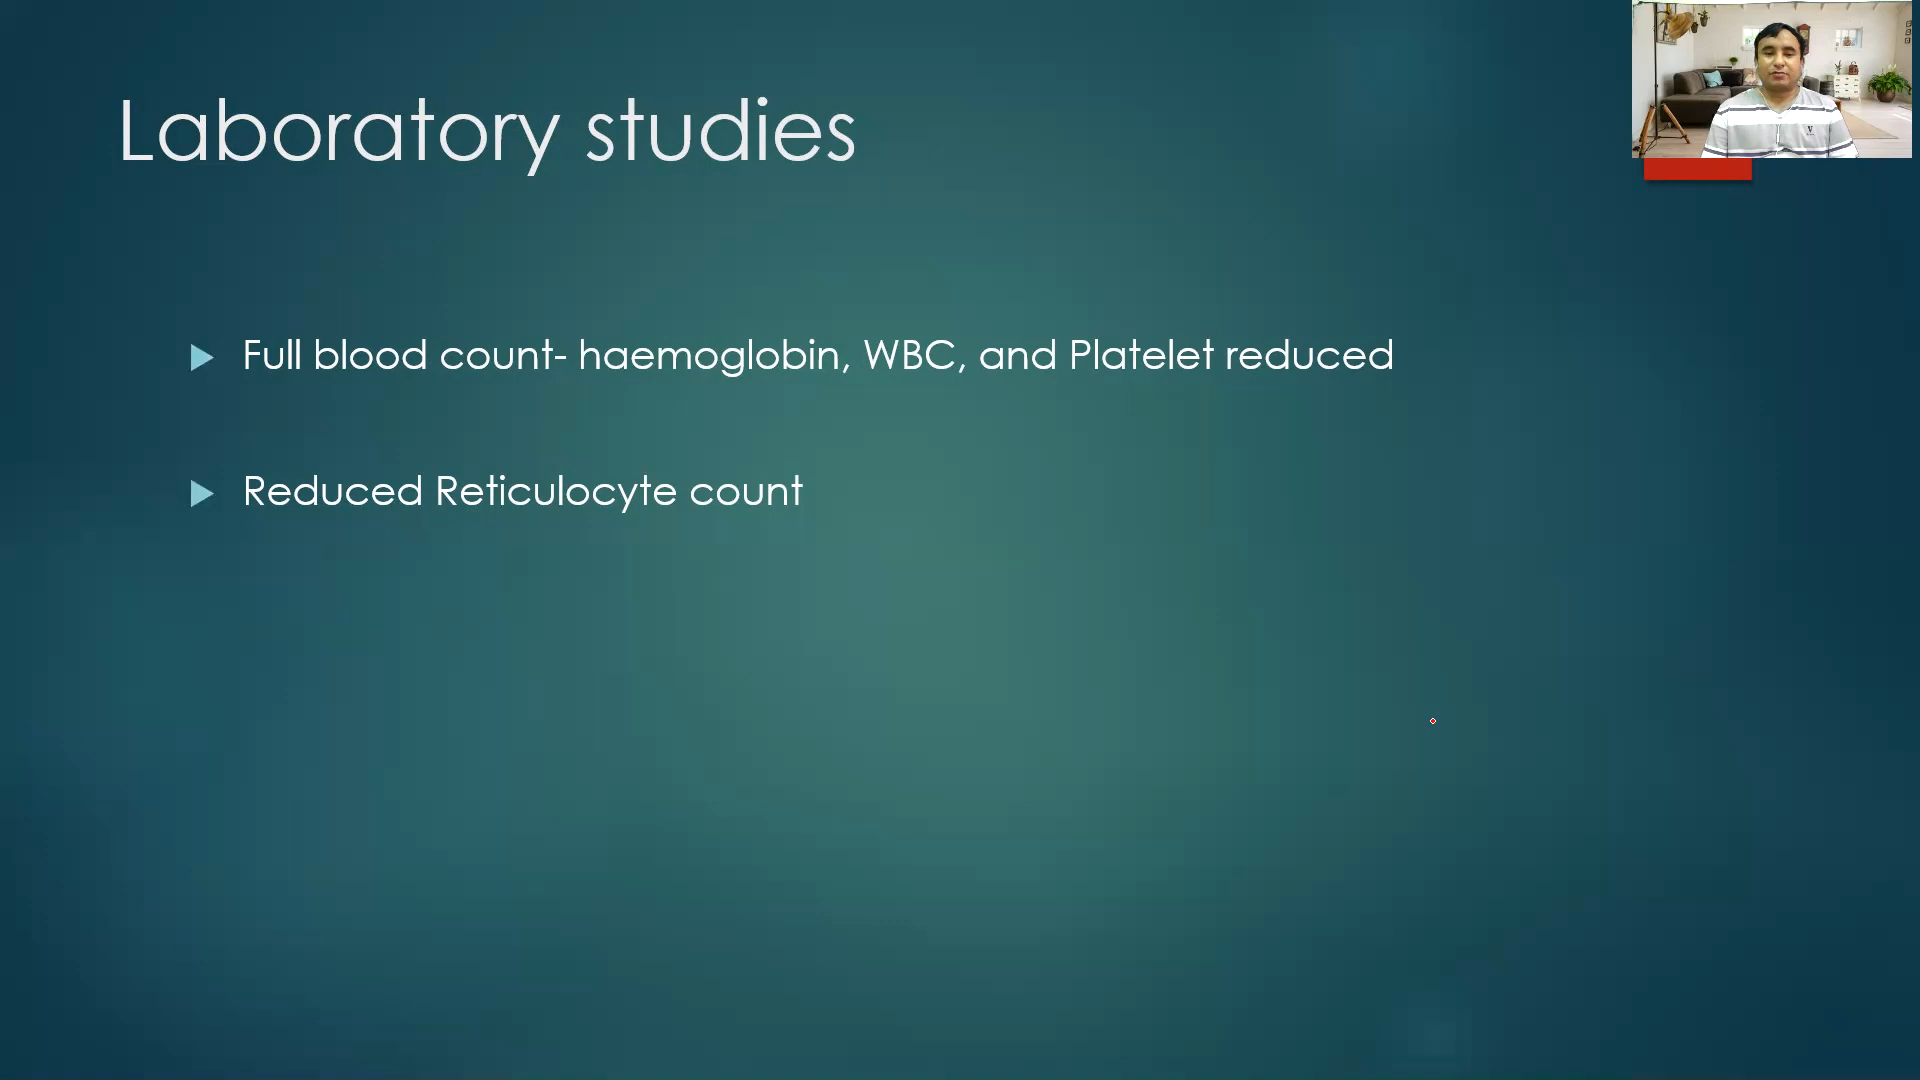 Laboratory studies
Full blood count- haemoglobin, WBC, and Platelet reduced
Reduced Reticulocyte count